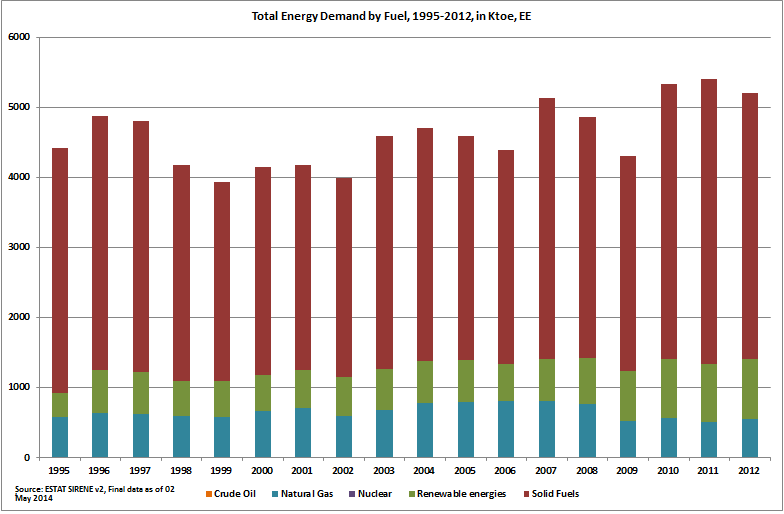 Total Energy Demand by Fuel, 1995-2012, in Ktoe, EE
6000
5000
4000
3000
2000
1000
0
1995 1996 1997 1998 1999 2000 2001 2002 2003 2004 2005 2006 2007 2008 2009 2010 2011 2012
Source: ESTAT SIRENE v2, Final data as of 02
May 2014
Crude Oil Natural Gas Nuclear Renewable energies Solid Fuels